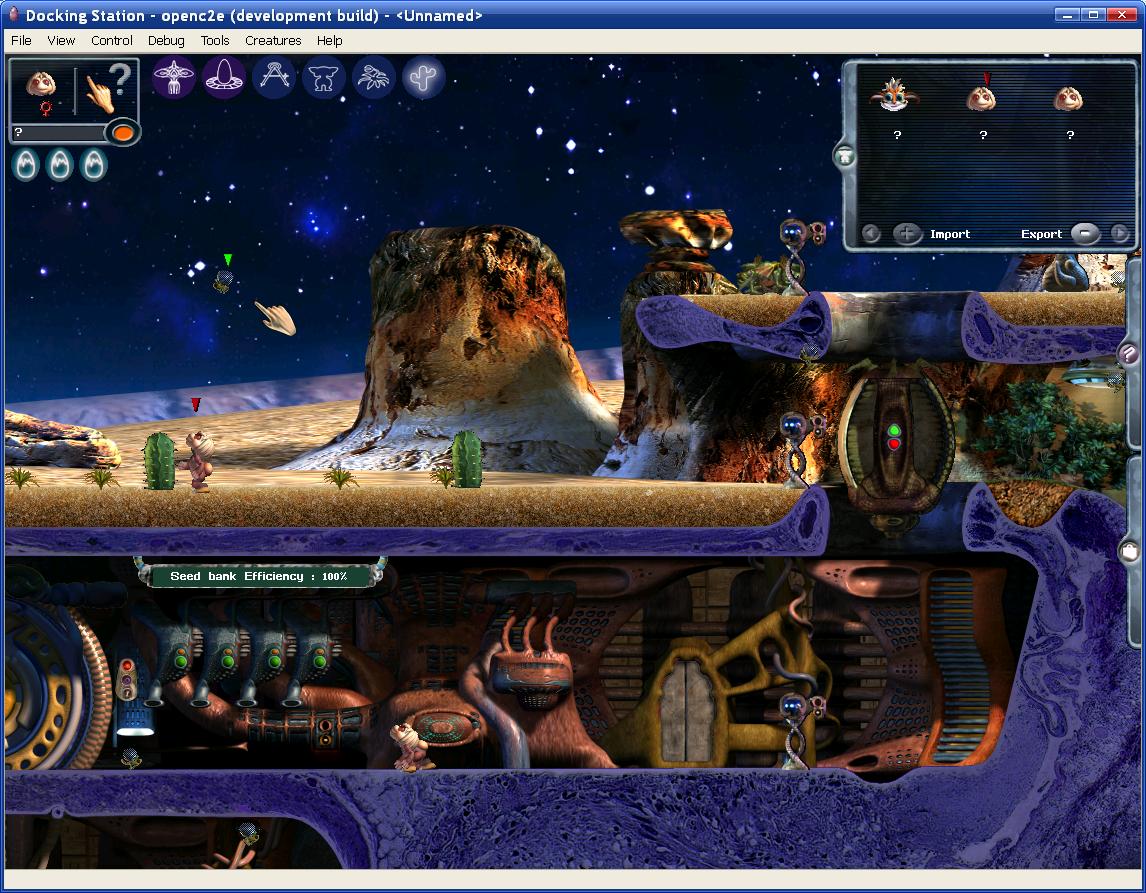 Docking Station - openc2e (development build) - <Unnamed>
File View Control Debug Tools Creatures Help
?
?
? ? ?
Import Export
Seed bank Efficiency : 100%